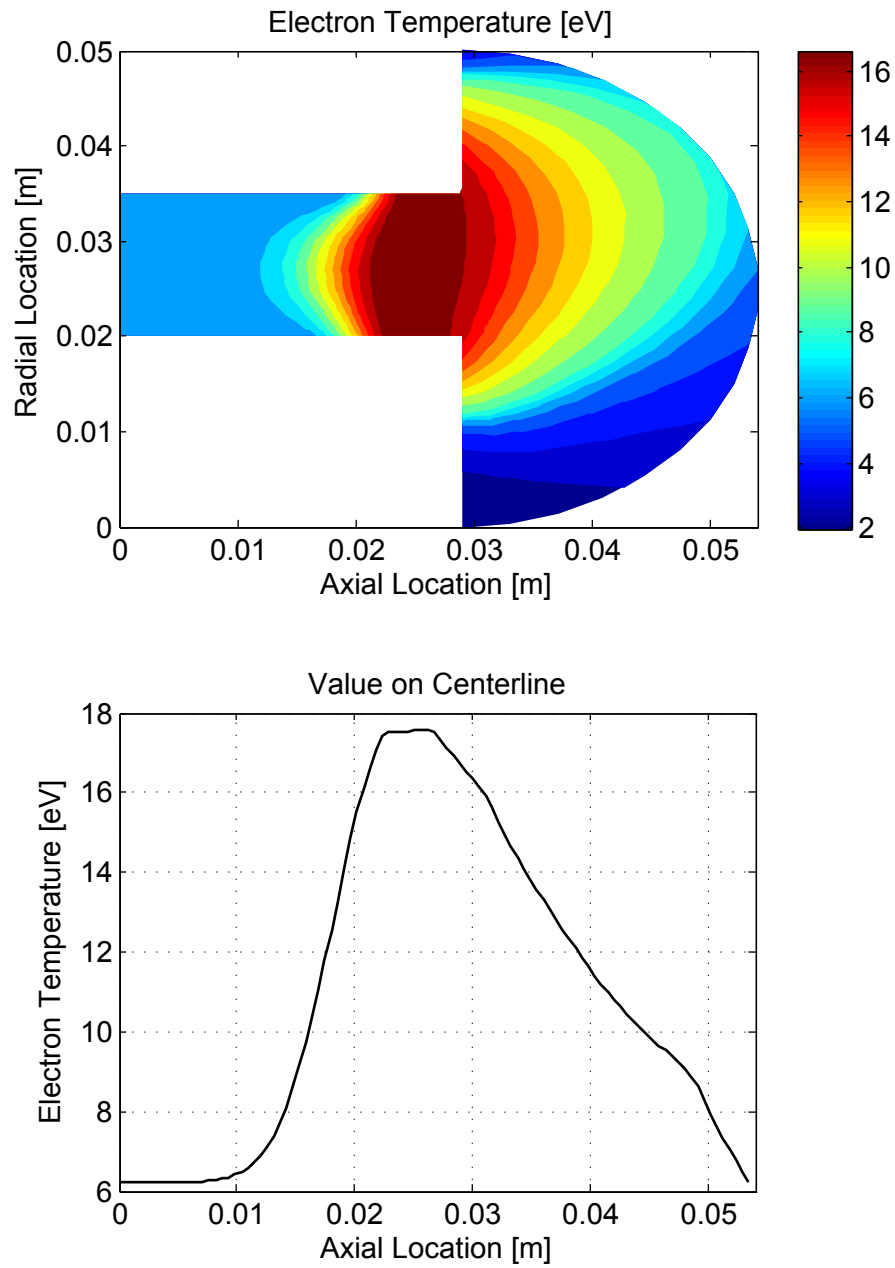 Electron Temperature [eV]
0.05
0.04
0.03
0.02
0.01
0
Radial Location [m]
0 0.01 0.02 0.03 0.04 0.05
Axial Location [m]
16
14
12
10
8
6
4
2
Value on Centerline
18
16
14
12
10
8
6
Electron Temperature [eV]
0 0.01 0.02 0.03 0.04 0.05
Axial Location [m]